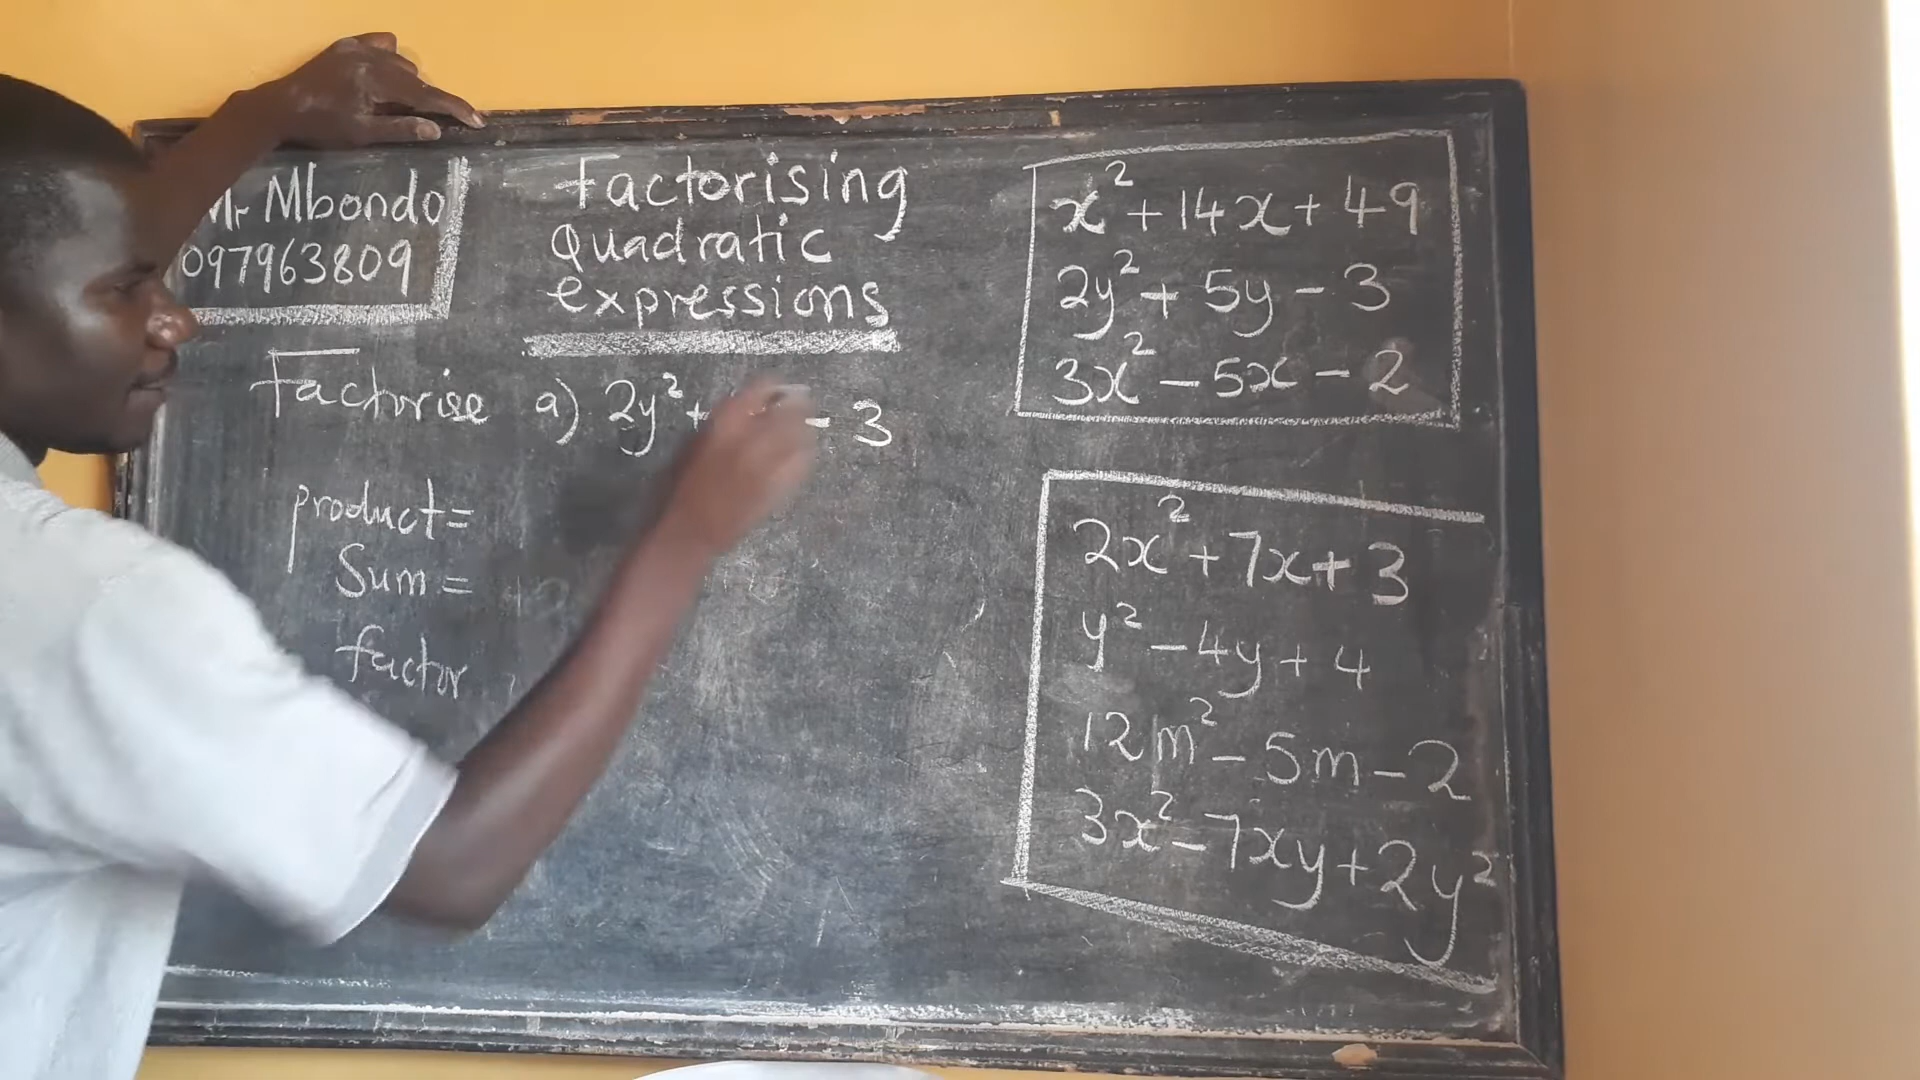 Mr Mbondo
097963809
Factorising
Quadratic
expressions
Factorise a) 2y²+ - 3
product=
Sum =
factor
x² + 14x + 49
2y² + 5y - 3
3x² - 5x - 2
2x² + 7x + 3
y² - 4y + 4
12m² - 5m - 2
3x² - 7xy + 2y²